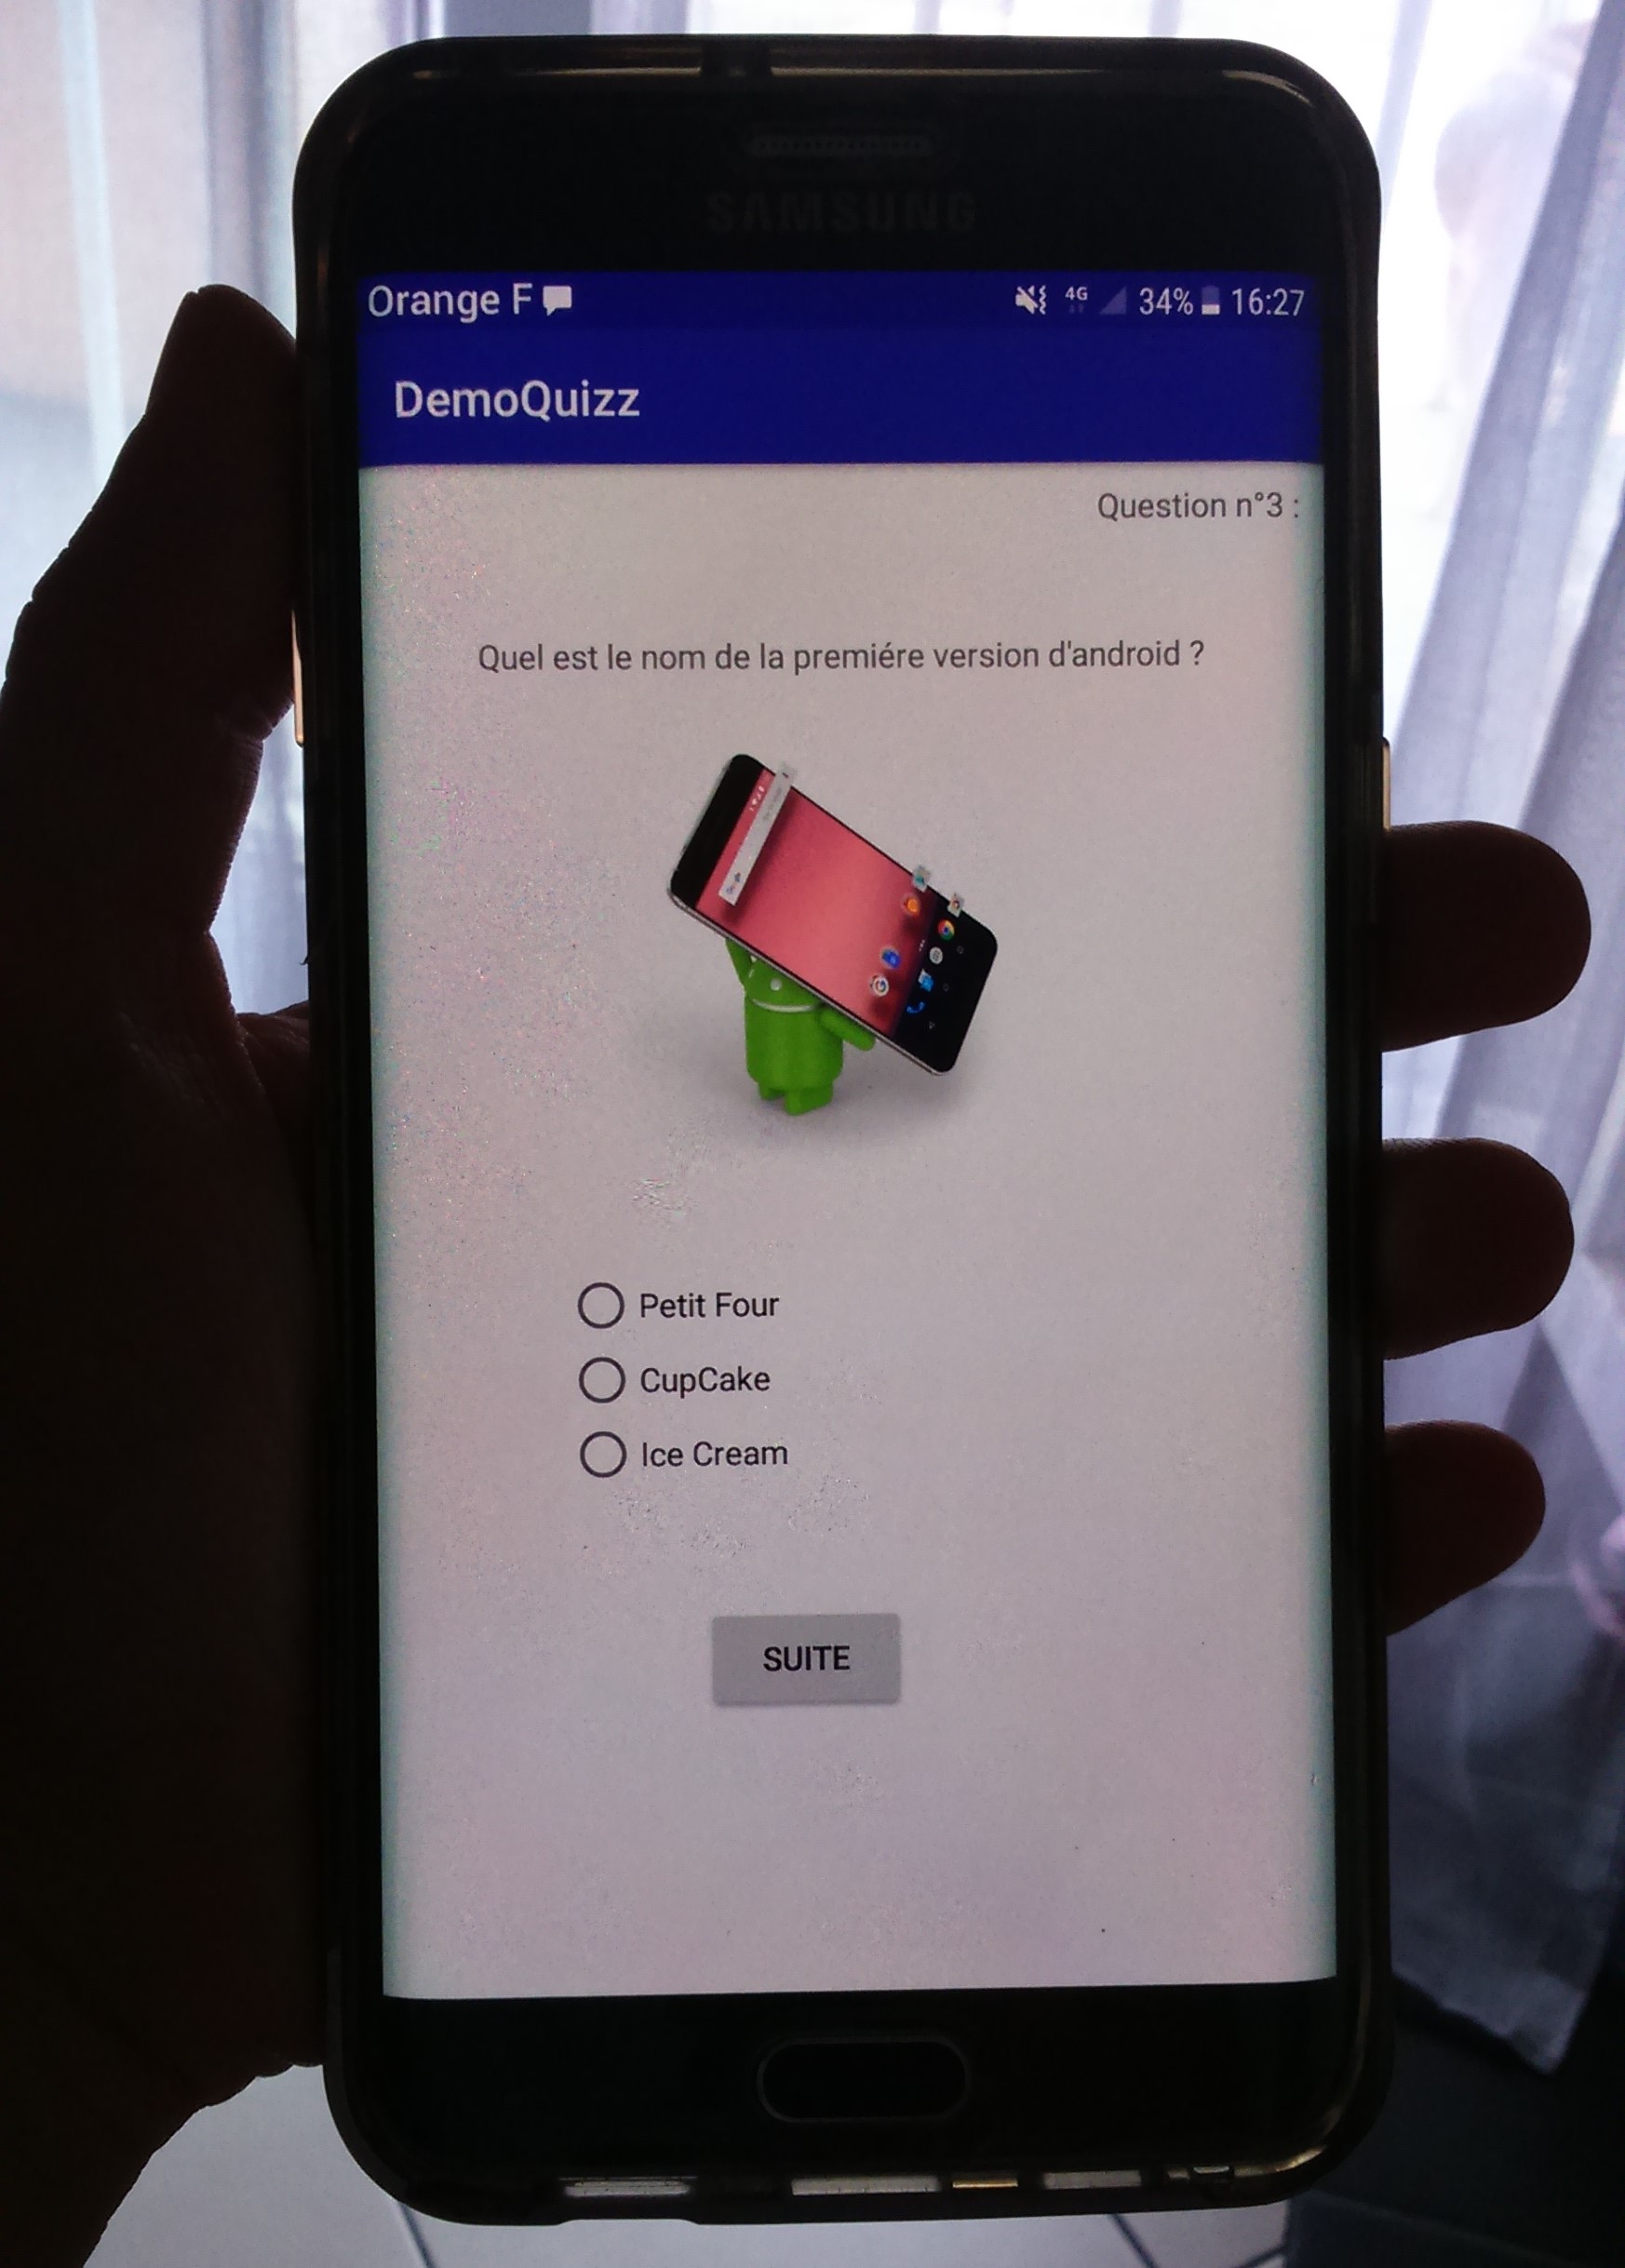 SAMSUNG
Orange F 4G 34% 16:27
DemoQuizz
Question n°3 :
Quel est le nom de la premiére version d'android ?
Petit Four
CupCake
Ice Cream
SUITE